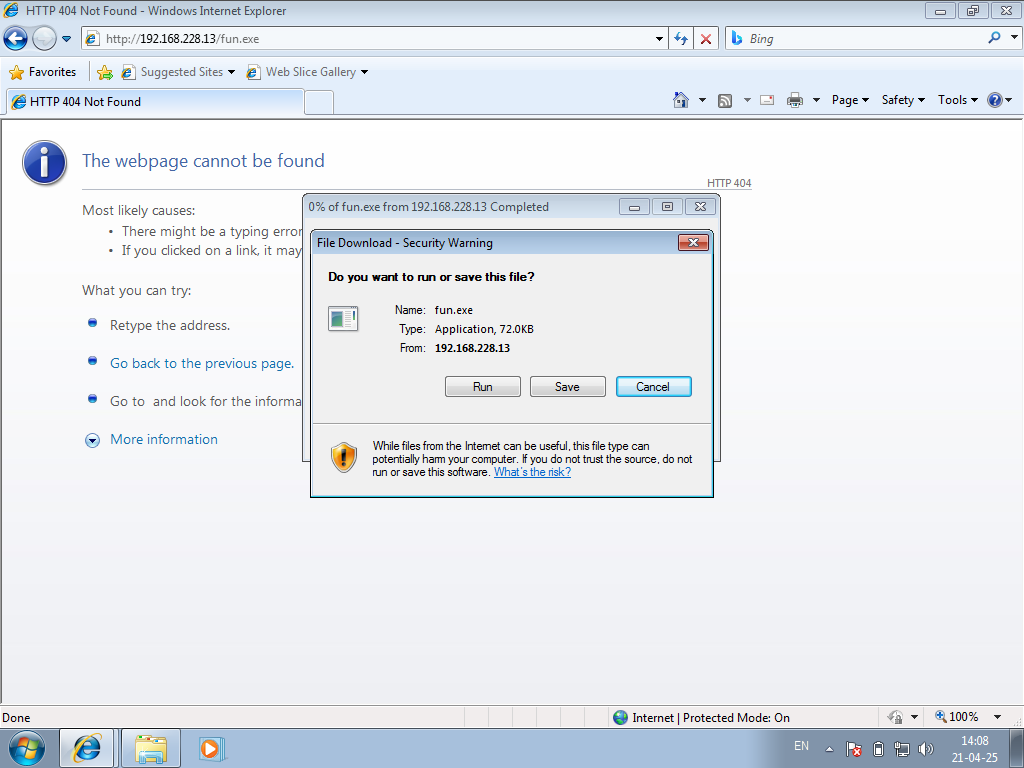 HTTP 404 Not Found - Windows Internet Explorer
http://192.168.228.13/fun.exe
Bing
Favorites
Suggested Sites
Web Slice Gallery
HTTP 404 Not Found
Page
Safety
Tools
The webpage cannot be found
HTTP 404
Most likely causes:
• There might be a typing error
• If you clicked on a link, it may
What you can try:
Retype the address.
Go back to the previous page.
Go to  and look for the informa
More information
0% of fun.exe from 192.168.228.13 Completed
File Download - Security Warning
Do you want to run or save this file?
Name: fun.exe
Type: Application, 72.0KB
From: 192.168.228.13
Run
Save
Cancel
While files from the Internet can be useful, this file type can
potentially harm your computer. If you do not trust the source, do not
run or save this software. What's the risk?
Done
Internet | Protected Mode: On
100%
EN
14:08
21-04-25